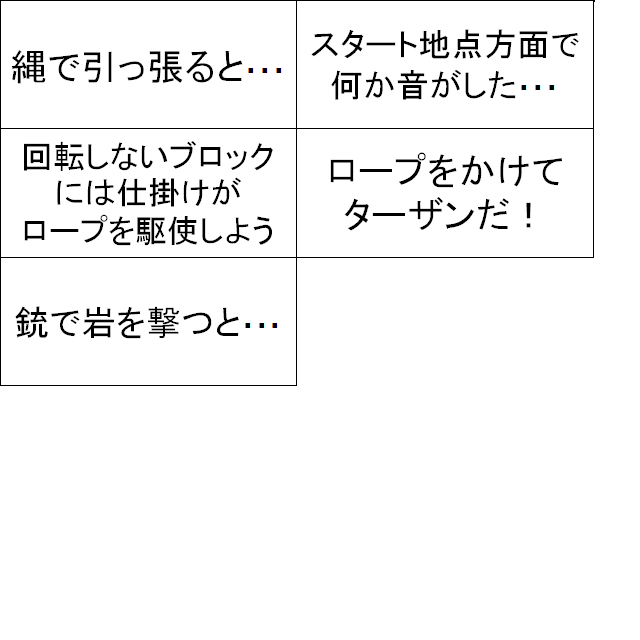 縄で引っ張ると･･･
スタート地点方面で
何か音がした･･･
回転しないブロック
には仕掛けが
ロープを駆使しよう
ロープをかけて
ターザンだ！
銃で岩を撃つと･･･